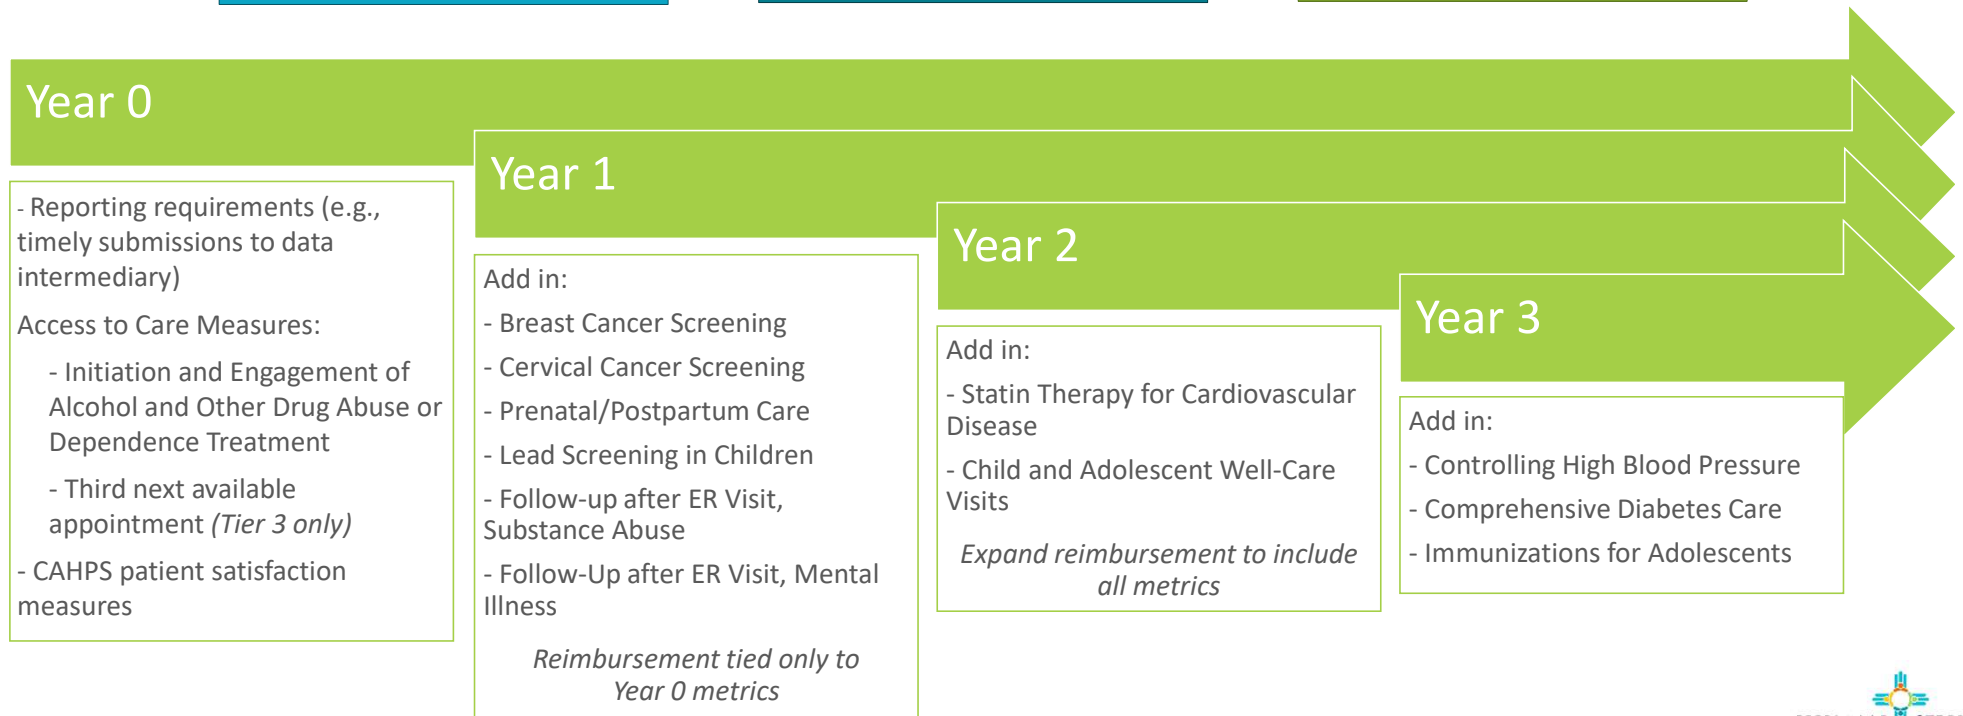 Year 0
- Reporting requirements (e.g.,
timely submissions to data
intermediary)
Access to Care Measures:
- Initiation and Engagement of
Alcohol and Other Drug Abuse or
Dependence Treatment
- Third next available
appointment (Tier 3 only)
- CAHPS patient satisfaction
measures
Year 1
Add in:
- Breast Cancer Screening
- Cervical Cancer Screening
- Prenatal/Postpartum Care
- Lead Screening in Children
- Follow-up after ER Visit,
Substance Abuse
- Follow-Up after ER Visit, Mental
Illness
Reimbursement tied only to
Year 0 metrics
Year 2
Add in:
- Statin Therapy for Cardiovascular
Disease
- Child and Adolescent Well-Care
Visits
Expand reimbursement to include
all metrics
Year 3
Add in:
- Controlling High Blood Pressure
- Comprehensive Diabetes Care
- Immunizations for Adolescents